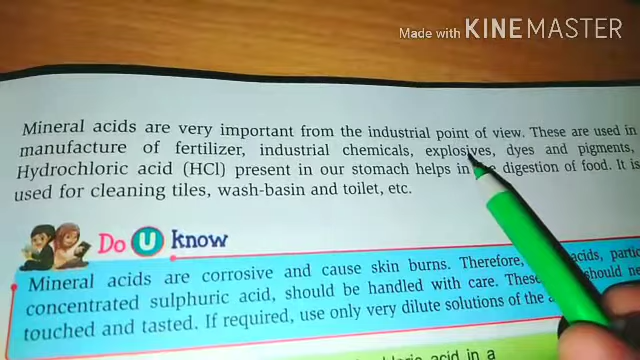 Made with KINEMASTER
Mineral acids are very important from the industrial point of view. These are used in
manufacture of fertilizer, industrial chemicals, explosives, dyes and pigments,
Hydrochloric acid (HCl) present in our stomach helps in the digestion of food. It is
used for cleaning tiles, wash-basin and toilet, etc.
Do U know
Mineral acids are corrosive and cause skin burns. Therefore, acids,
concentrated sulphuric acid, should be handled with care. These should
touched and tasted. If required, use only very dilute solutions of the
acid in a